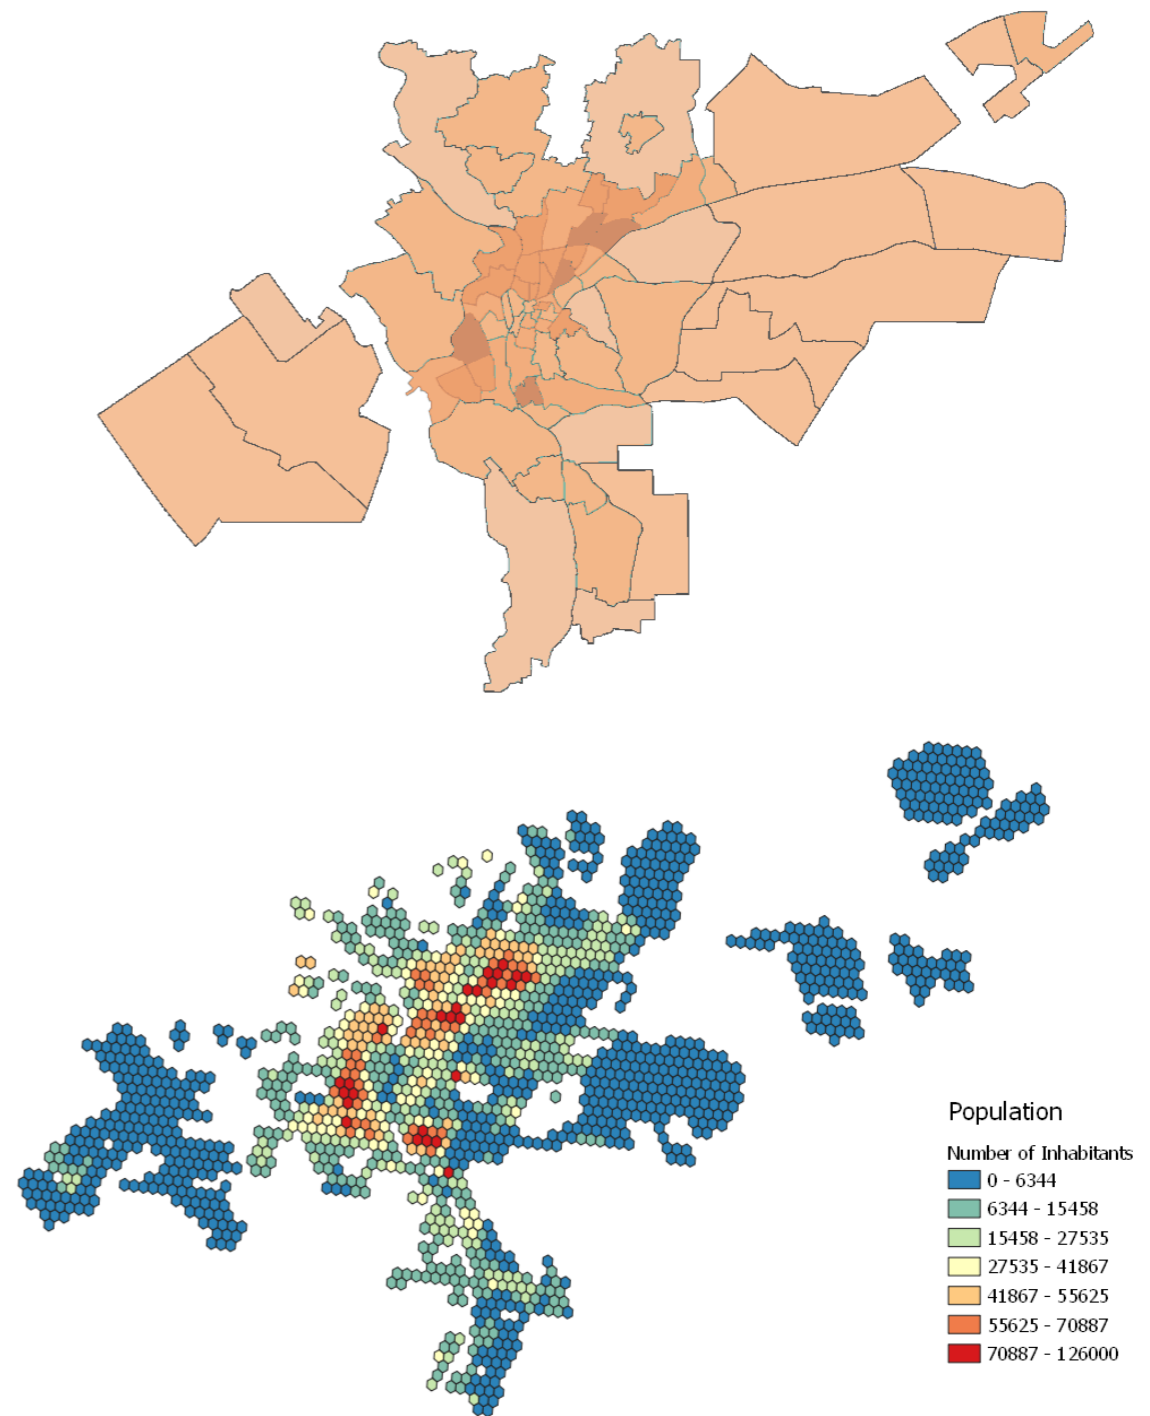 Population
Number of Inhabitants
0 - 6344
6344 - 15458
15458 - 27535
27535 - 41867
41867 - 55625
55625 - 70887
70887 - 126000